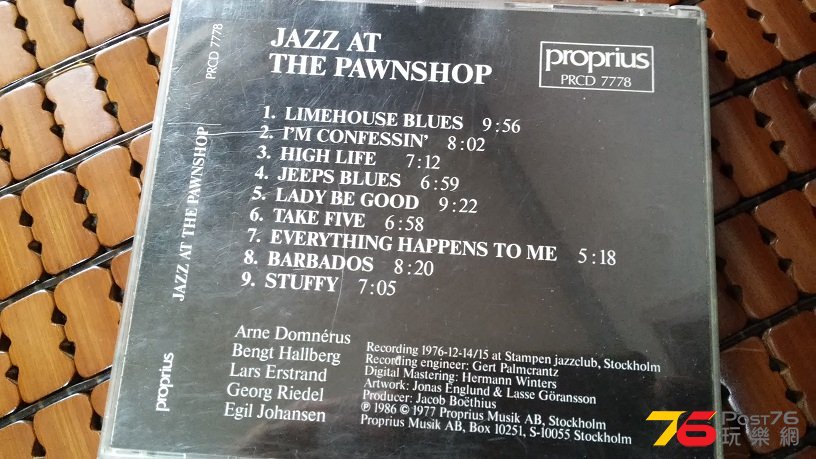 PRCD 7778
JAZZ AT THE PAWNSHOP
proprius
JAZZ AT
THE PAWNSHOP
proprius
PRCD 7778
1. LIMEHOUSE BLUES 9:56
2. I'M CONFESSIN' 8:02
3. HIGH LIFE 7:12
4. JEEPS BLUES 6:59
5. LADY BE GOOD 9:22
6. TAKE FIVE 6:58
7. EVERYTHING HAPPENS TO ME 5:18
8. BARBADOS 8:20
9. STUFFY 7:05
Arne Domnérus
Bengt Hallberg
Lars Erstrand
Georg Riedel
Egil Johansen
Recording 1976-12-14/15 at Stampen jazzclub, Stockholm
Recording engineer: Gert Palmcrantz
Digital Mastering: Hermann Winters
Artwork: Jonas Englund & Lasse Göransson
Producer: Jacob Boëthius
℗ 1986 © 1977 Proprius Musik AB, Stockholm
Proprius Musik AB, Box 10251, S-10055 Stockholm
76 Post76
玩樂網